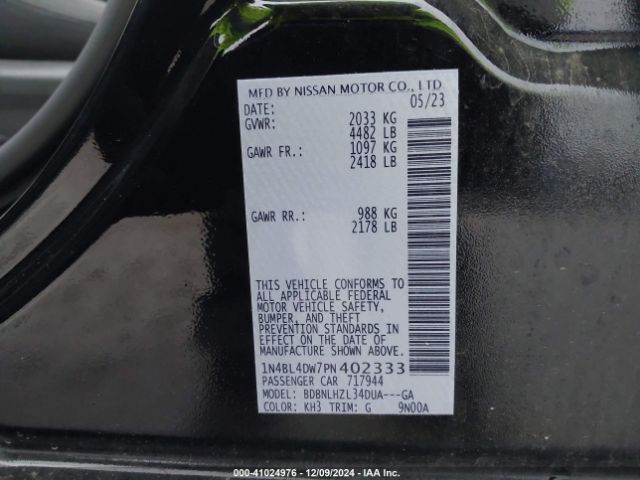 MFD BY NISSAN MOTOR CO., LTD
DATE: 05/23
GVWR: 2033 KG
4482 LB
GAWR FR.: 1097 KG
2418 LB
GAWR RR.: 988 KG
2178 LB
THIS VEHICLE CONFORMS TO
ALL APPLICABLE FEDERAL
MOTOR VEHICLE SAFETY,
BUMPER, AND THEFT
PREVENTION STANDARDS IN
EFFECT ON THE DATE OF
MANUFACTURE SHOWN ABOVE.
1N4BL4DW7PN402333
PASSENGER CAR 717944
MODEL: BDBNLHZL34DUA---GA
COLOR: KH3 TRIM: G 9N00A
000-41024976 - 12/09/2024 - IAA Inc.